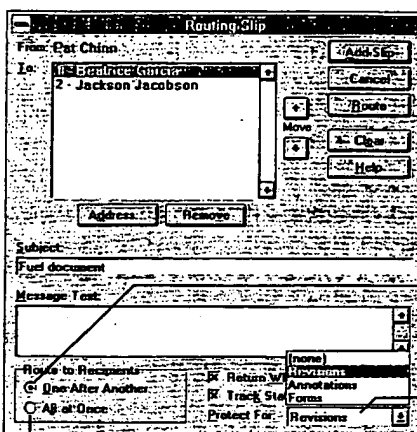 Routing Slip
From: Pat Chinn
To:
1 - Beatrice Garcia
2 - Jackson Jacobson
Add Slip
Cancel
Route
Clear
Help
Move
Address...
Remove
Subject:
Fuel document
Message Text:
Route to Recipients
One After Another
All at Once
Return W
Track Sta
Protect For:
Revisions
(none)
Revisions
Annotations
Forms